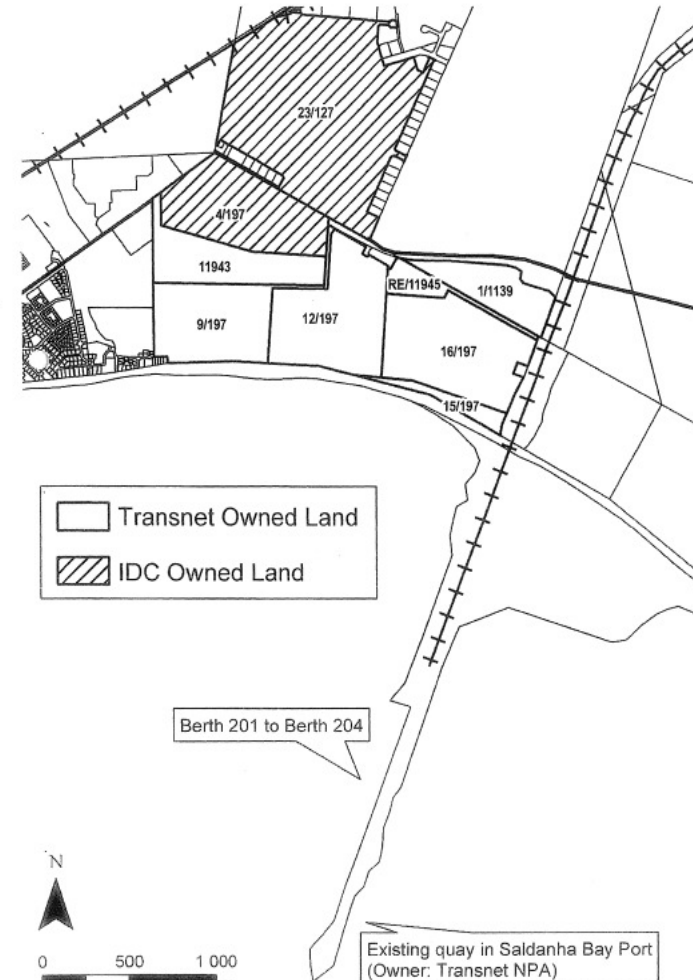 23/127
4/197
11943
RE/11945
1/1139
9/197
12/197
16/197
15/197
Transnet Owned Land
IDC Owned Land
Berth 201 to Berth 204
N
0 500 1 000
Existing quay in Saldanha Bay Port
(Owner: Transnet NPA)